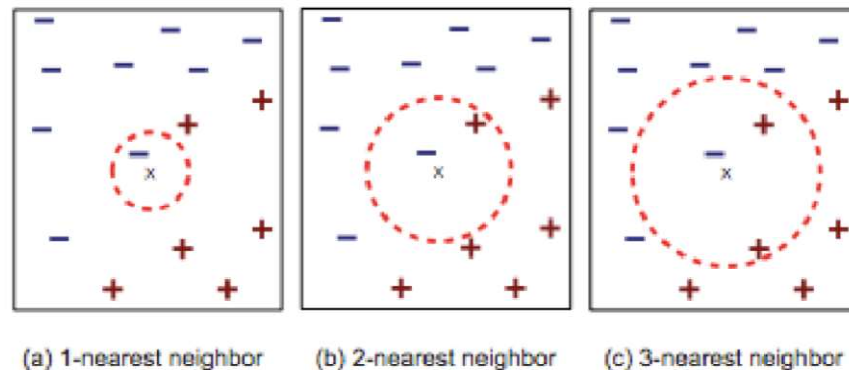 x x x
(a) 1-nearest neighbor (b) 2-nearest neighbor (c) 3-nearest neighbor